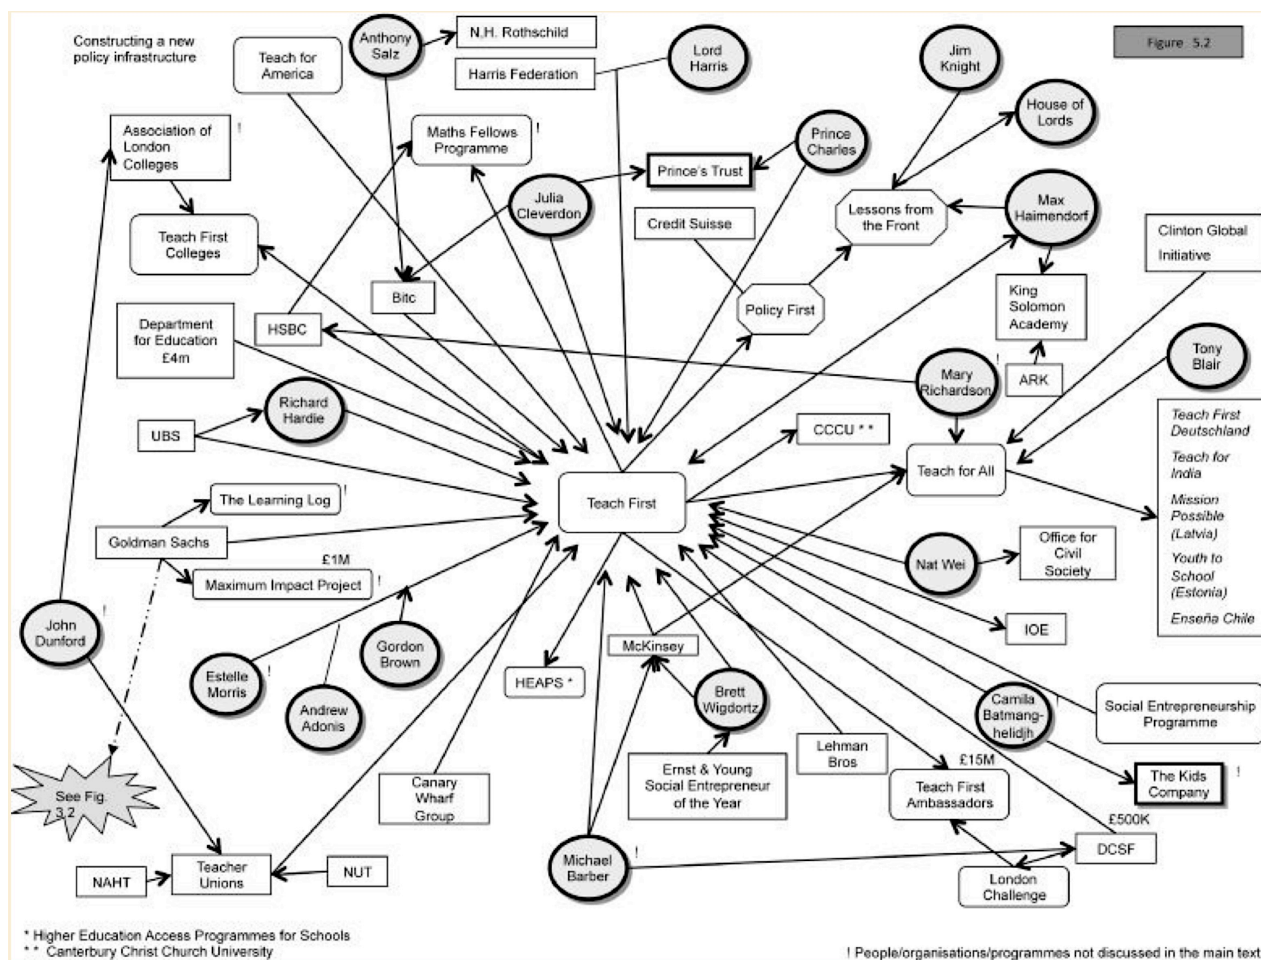 Constructing a new
policy infrastructure
Teach for
America
Anthony
Salz
N.H. Rothschild
Harris Federation
Lord
Harris
Jim
Knight
Figure 5.2
House of
Lords
Association of
London
Colleges
!
Maths Fellows
Programme
!
Prince
Charles
Prince's Trust
Julia
Cleverdon
Credit Suisse
Lessons from
the Front
Max
Haimendorf
Clinton Global
Initiative
Teach First
Colleges
Bitc
HSBC
Policy First
King
Solomon
Academy
Department
for Education
£4m
Mary
Richardson
!
ARK
Tony
Blair
Richard
Hardie
UBS
CCCU * *
Teach First
Teach for All
Teach First
Deutschland
Teach for
India
Mission
Possible
(Latvia)
Youth to
School
(Estonia)
Enseña Chile
The Learning Log
!
Goldman Sachs
£1M
Maximum Impact Project
!
Nat Wei
Office for
Civil
Society
John
Dunford
!
Estelle
Morris
!
Gordon
Brown
Andrew
Adonis
HEAPS *
McKinsey
IOE
Brett
Wigdortz
Camila
Batmang-
helidjh
!
Social Entrepreneurship
Programme
See Fig.
3.2
Canary
Wharf
Group
Ernst & Young
Social Entrepreneur
of the Year
Lehman
Bros
£15M
Teach First
Ambassadors
The Kids
Company
!
£500K
DCSF
Michael
Barber
!
London
Challenge
NAHT
Teacher
Unions
NUT
* Higher Education Access Programmes for Schools
* * Canterbury Christ Church University
! People/organisations/programmes not discussed in the main text